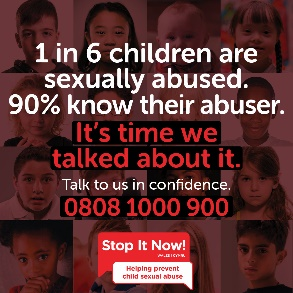 1 in 6 children are
sexually abused.
90% know their abuser.
It's time we
talked about it.
Talk to us in confidence.
0808 1000 900
Stop It Now!
Helping prevent
child sexual abuse